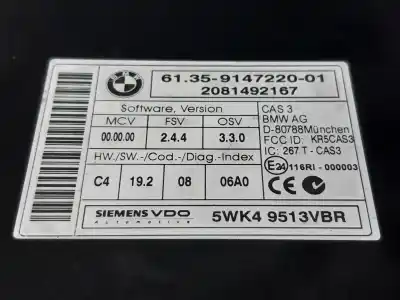 BMW
61.35-9147220-01
2081492167
Software, Version
MCV FSV OSV
00.00.00 2.4.4 3.3.0
HW./SW.-/Cod.-/Diag.-Index
C4 19.2 08 06A0
CAS 3
BMW AG
D-80788München
FCC ID: KR5CAS3
IC: 267 T - CAS3
E24 116RI - 000003
SIEMENS VDO
Automotive
5WK4 9513VBR